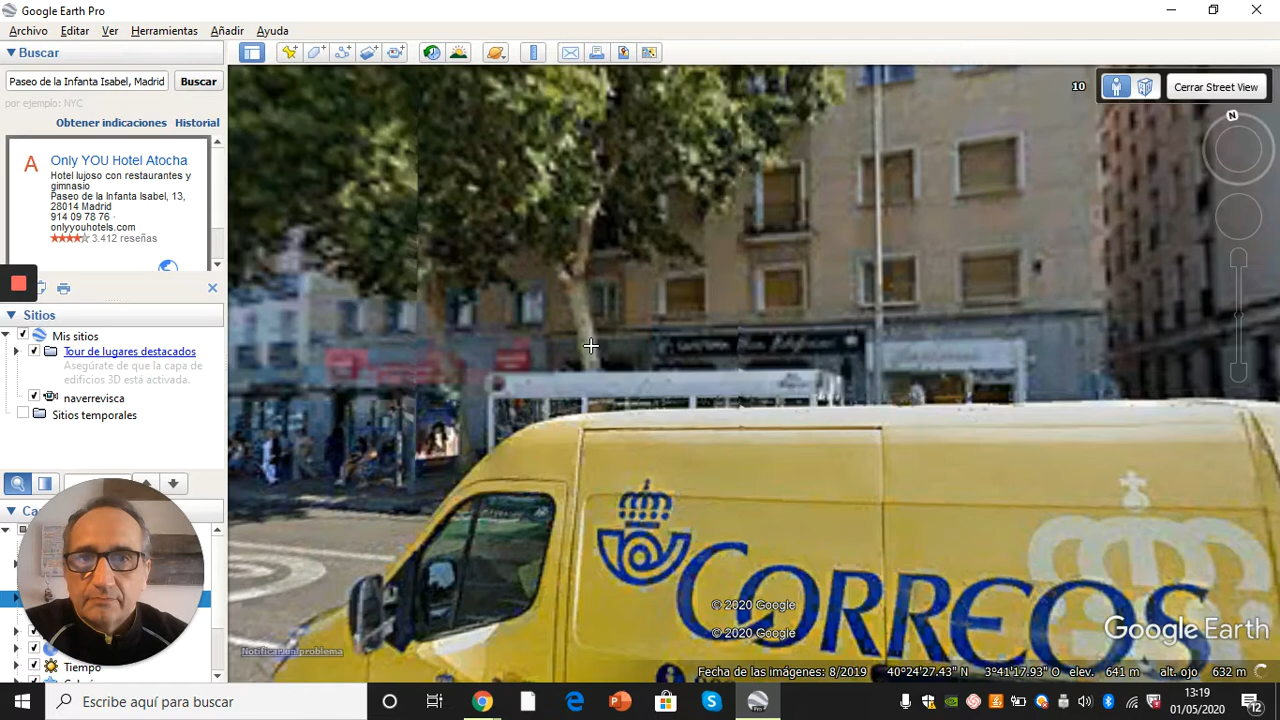 Google Earth Pro
Archivo Editar Ver Herramientas Añadir Ayuda
Buscar
Paseo de la Infanta Isabel, Madrid Buscar
por ejemplo: NYC
Obtener indicaciones Historial
A Only YOU Hotel Atocha
Hotel lujoso con restaurantes y
gimnasio
Paseo de la Infanta Isabel, 13,
28014 Madrid
914 09 78 76 ·
onlyyouhotels.com
3.412 reseñas
Sitios
Mis sitios
Tour de lugares destacados
Asegúrate de que la capa de
edificios 3D está activada.
naverrevisca
Sitios temporales
Ca
Tiempo
10
Cerrar Street View
N
CORREOS
© 2020 Google
© 2020 Google
Google Earth
Notificar un problema
Fecha de las imágenes: 8/2019 40°24'27.43" N 3°41'17.93" O elev. 641 m alt. ojo 632 m
Escribe aquí para buscar
13:19
01/05/2020
12